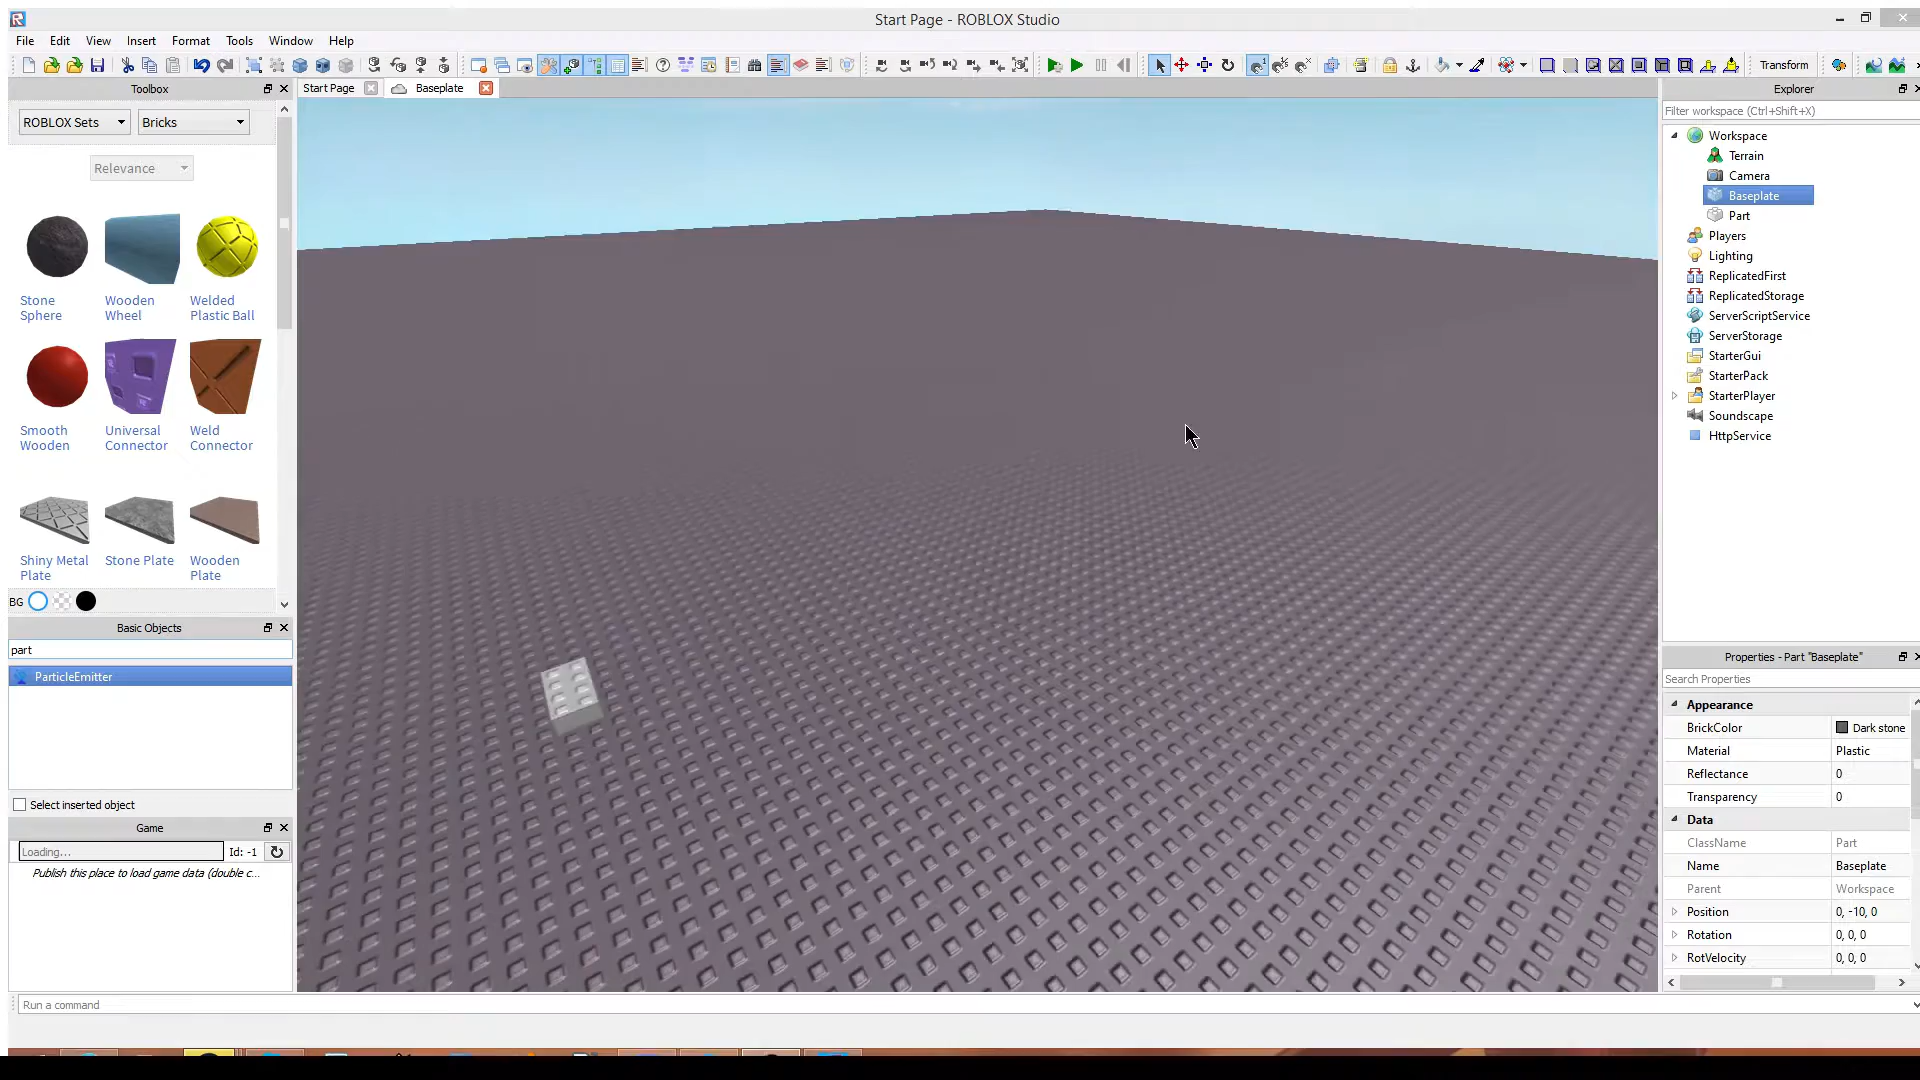 Start Page - ROBLOX Studio
File Edit View Insert Format Tools Window Help
Transform
Toolbox
Start Page
Baseplate
Explorer
ROBLOX Sets
Bricks
Filter workspace (Ctrl+Shift+X)
Relevance
Workspace
Terrain
Camera
Baseplate
Part
Players
Lighting
ReplicatedFirst
ReplicatedStorage
ServerScriptService
ServerStorage
StarterGui
StarterPack
StarterPlayer
Soundscape
HttpService
Stone Sphere
Wooden Wheel
Welded Plastic Ball
Smooth Wooden
Universal Connector
Weld Connector
Shiny Metal Plate
Stone Plate
Wooden Plate
BG
Basic Objects
part
ParticleEmitter
Select inserted object
Game
Loading...
Id: -1
Publish this place to load game data (double c...
Properties - Part "Baseplate"
Search Properties
Appearance
BrickColor Dark stone
Material Plastic
Reflectance 0
Transparency 0
Data
ClassName Part
Name Baseplate
Parent Workspace
Position 0, -10, 0
Rotation 0, 0, 0
RotVelocity 0, 0, 0
Run a command